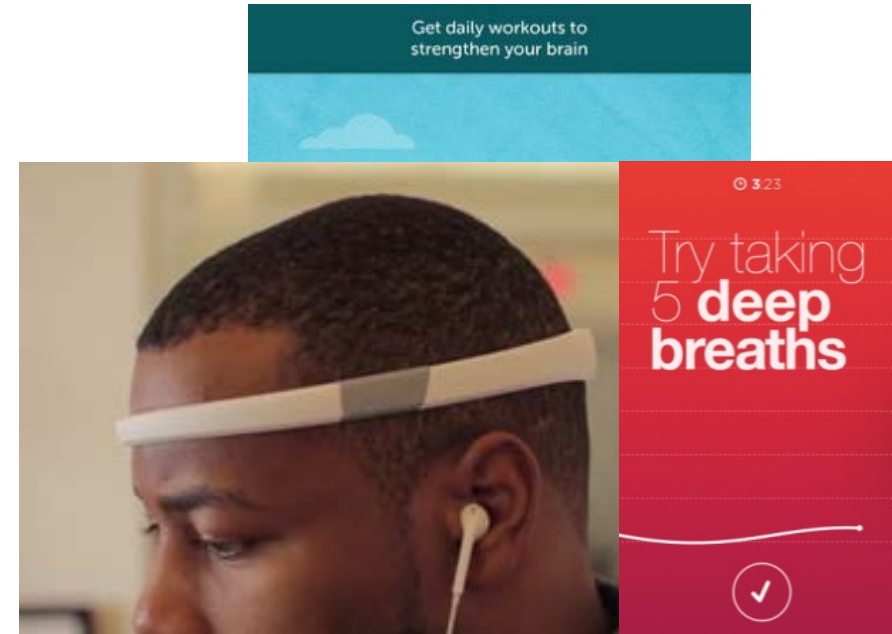 Get daily workouts to
strengthen your brain
3:23
Try taking
5 deep
breaths